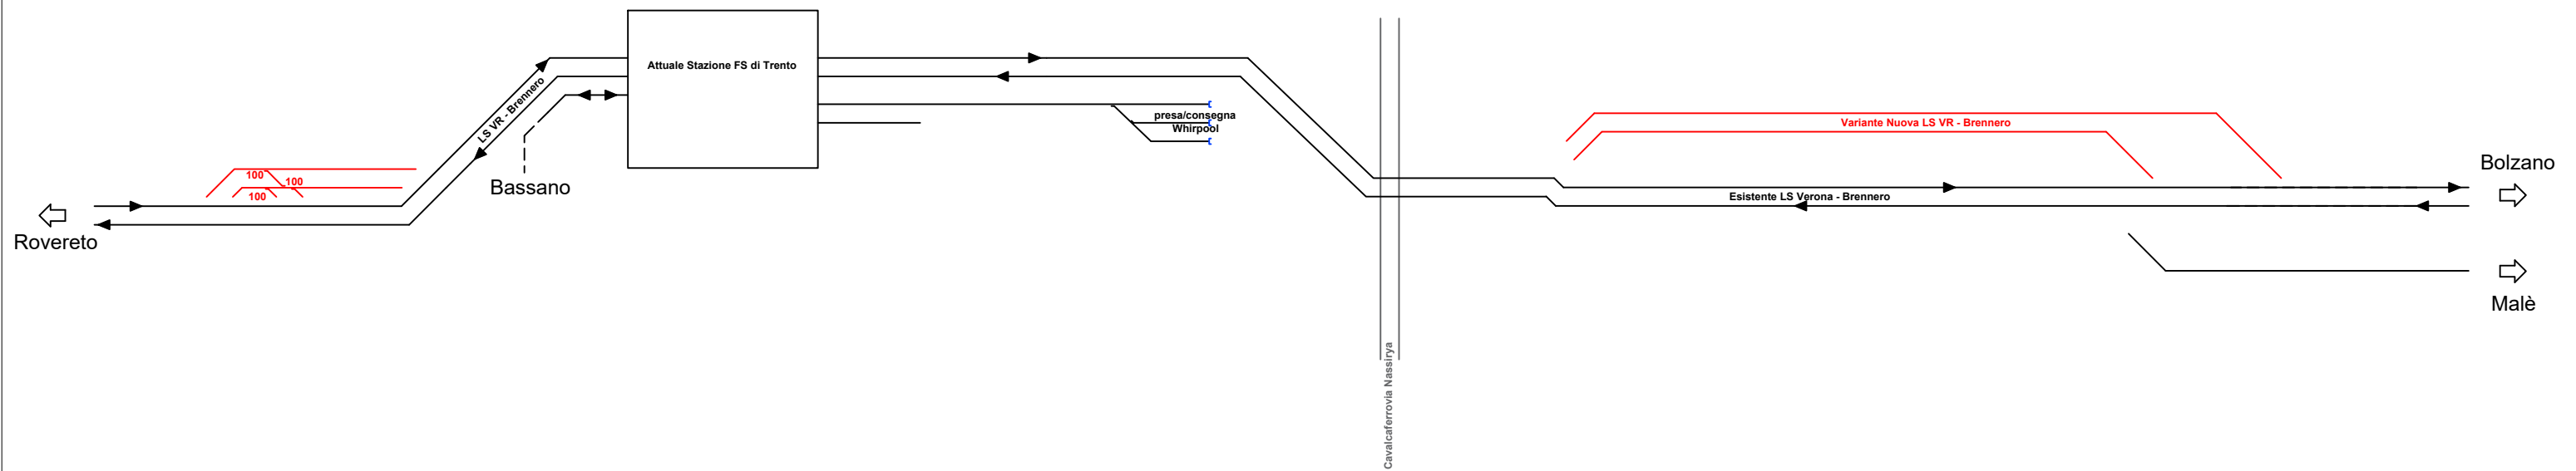 Attuale Stazione FS di Trento
LS VR - Brennero
presa/consegna
Whirpool
Variante Nuova LS VR - Brennero
Bolzano
100
100
100
Bassano
Esistente LS Verona - Brennero
Rovereto
Malè
Cavalcaferrovia Nassirya